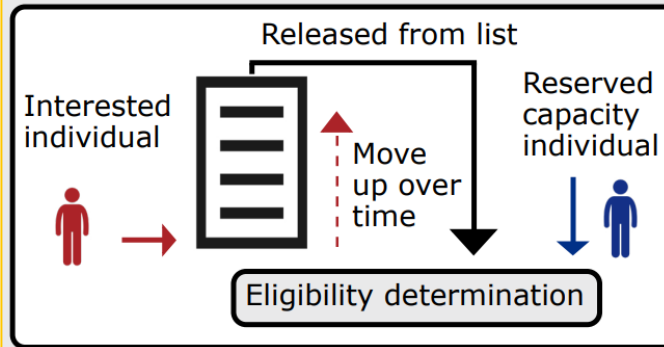 Released from list
Interested
individual
Move
up over
time
Reserved
capacity
individual
Eligibility determination